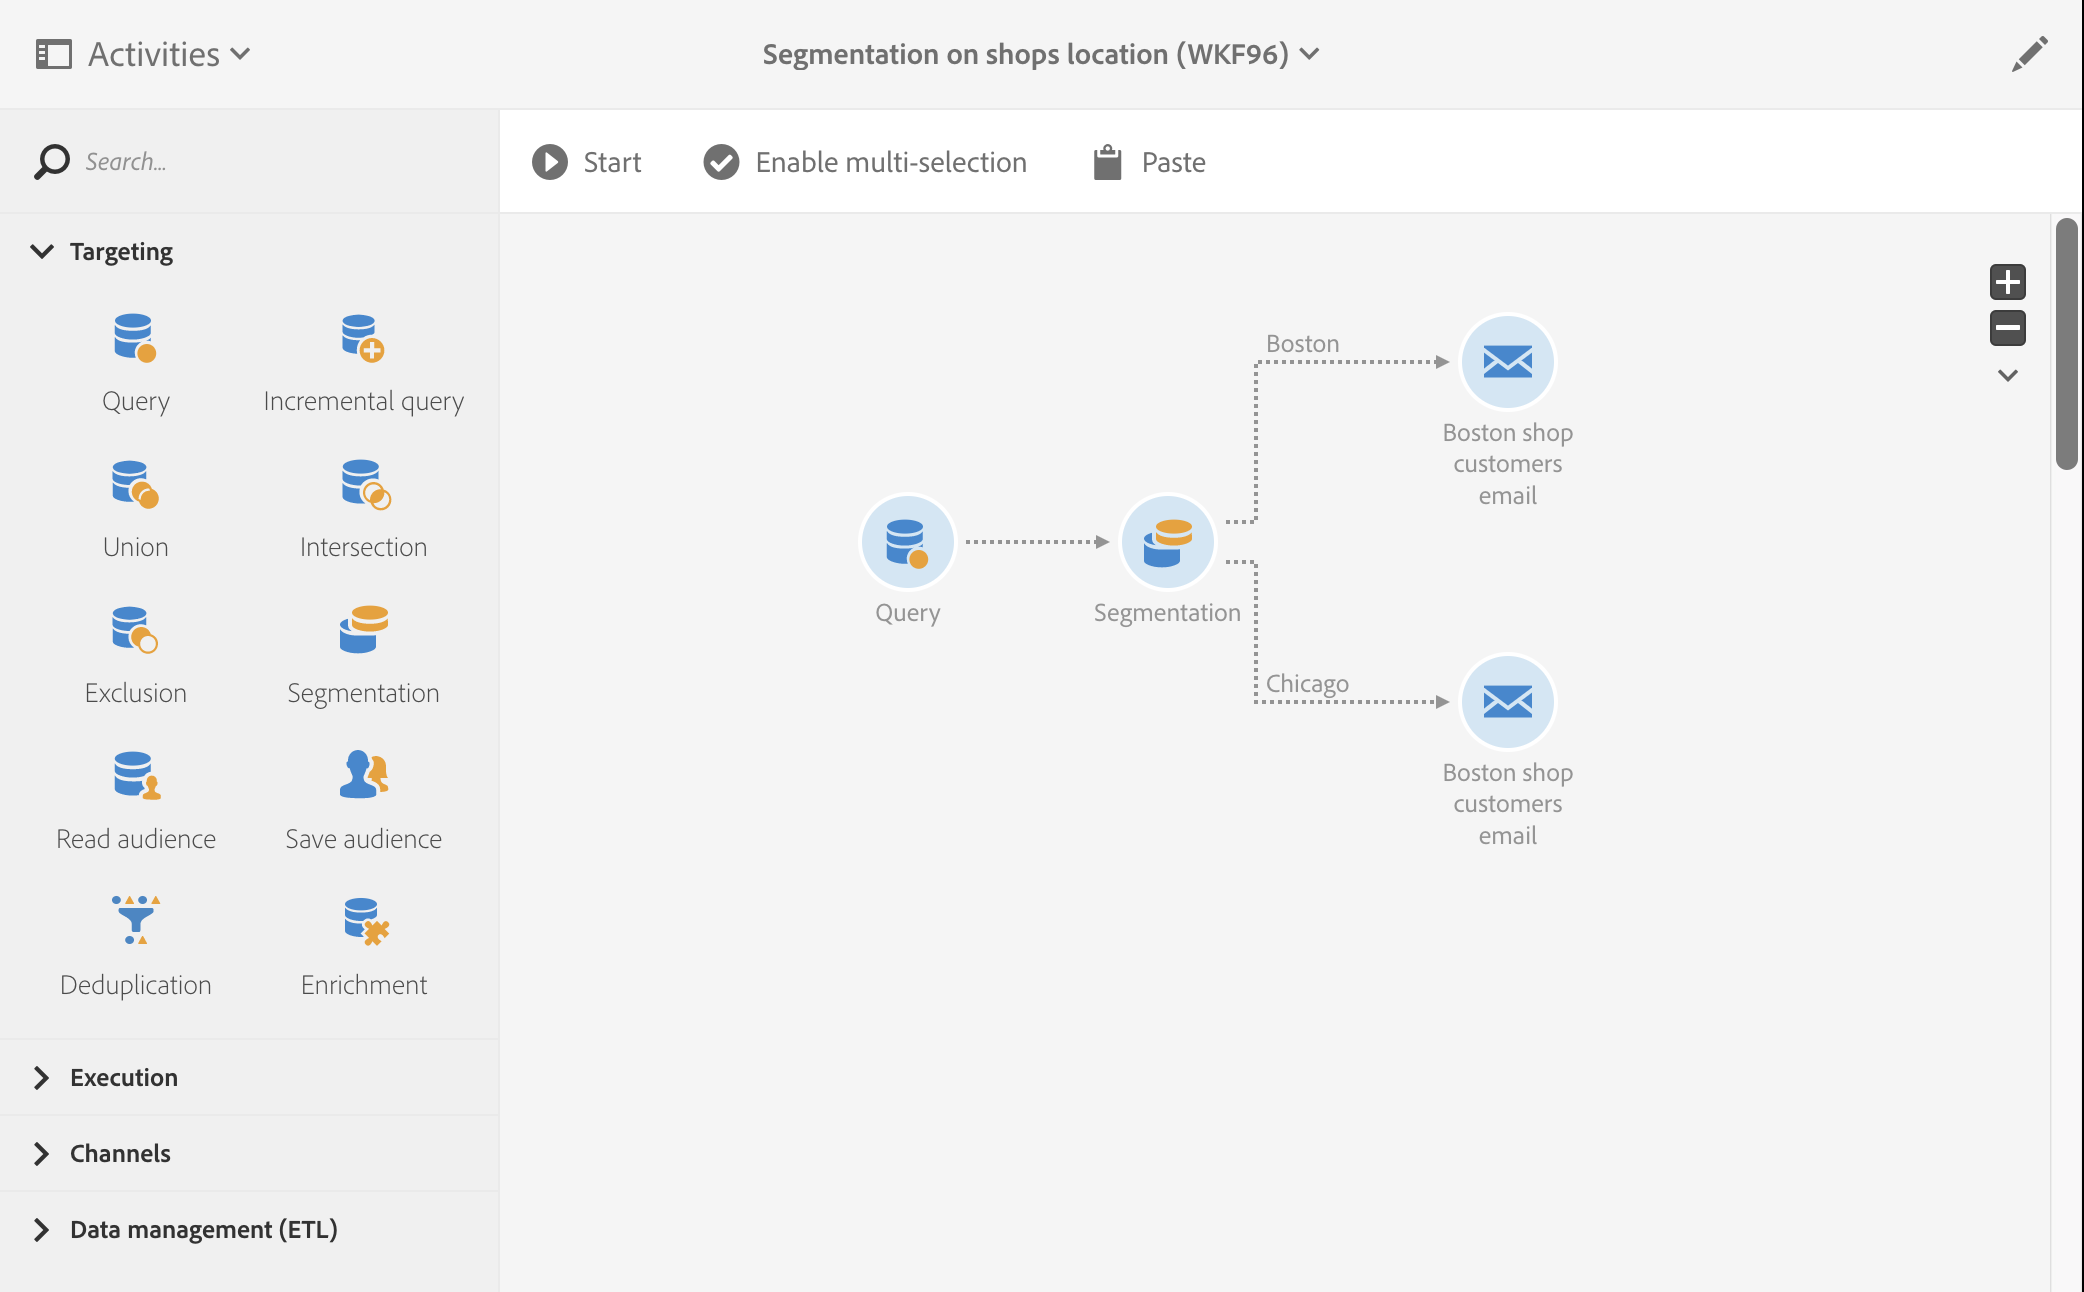 Activities
Segmentation on shops location (WKF96)
Search...
Start
Enable multi-selection
Paste
Targeting
Query
Incremental query
Union
Intersection
Exclusion
Segmentation
Read audience
Save audience
Deduplication
Enrichment
Execution
Channels
Data management (ETL)
Query
Segmentation
Boston
Boston shop
customers
email
Chicago
Boston shop
customers
email